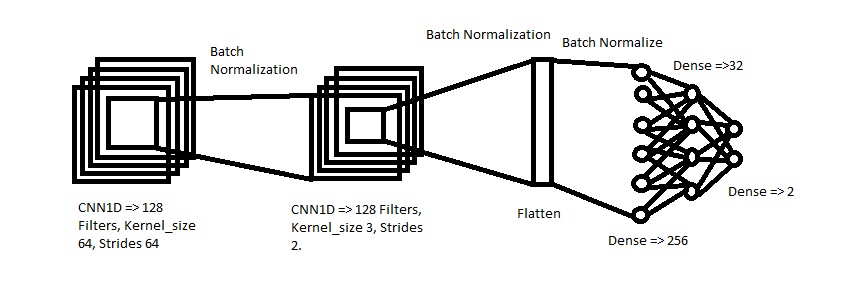 Batch
Normalization
Batch Normalization
Batch Normalize
Dense =>32
CNN1D => 128
Filters, Kernel_size
64, Strides 64
CNN1D => 128 Filters,
Kernel_size 3, Strides
2.
Flatten
Dense => 2
Dense => 256